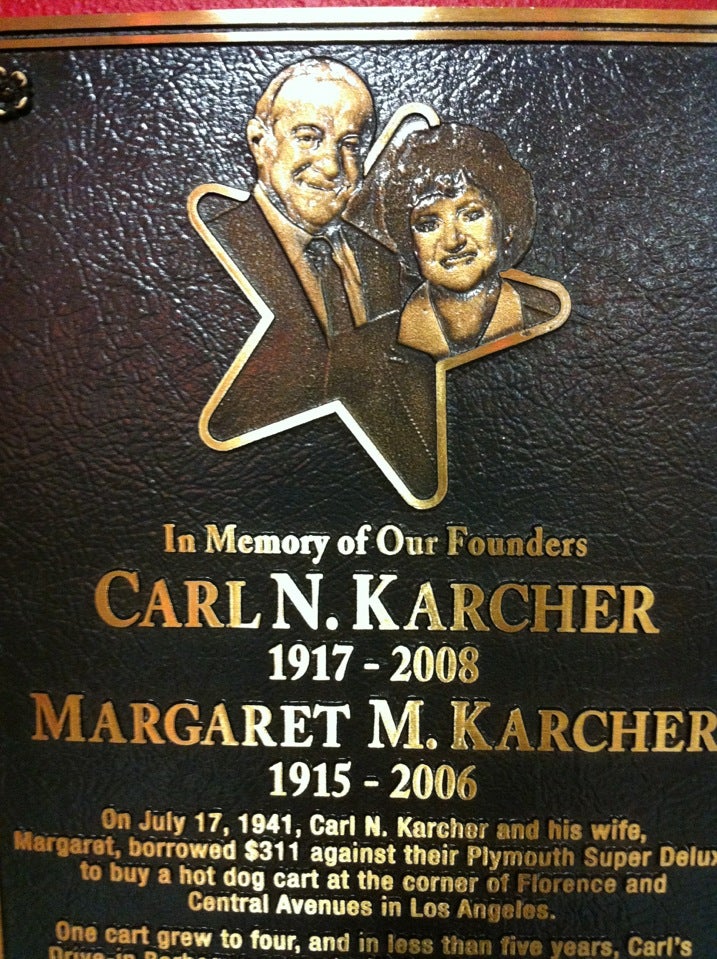 In Memory of Our Founders
CARL N. KARCHER
1917 - 2008
MARGARET M. KARCHER
1915 - 2006
On July 17, 1941, Carl N. Karcher and his wife,
Margaret, borrowed $311 against their Plymouth Super Delux
to buy a hot dog cart at the corner of Florence and
Central Avenues in Los Angeles.
One cart grew to four, and in less than five years, Carl's
Drive-in